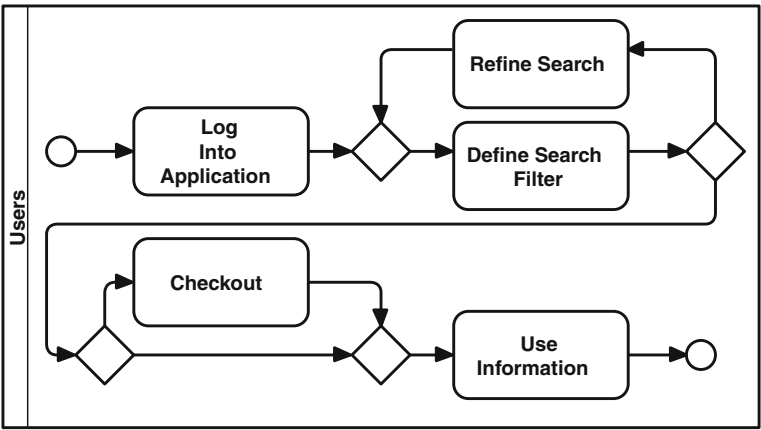 Users
Refine Search
Log
Into
Application
Define Search
Filter
Checkout
Use
Information